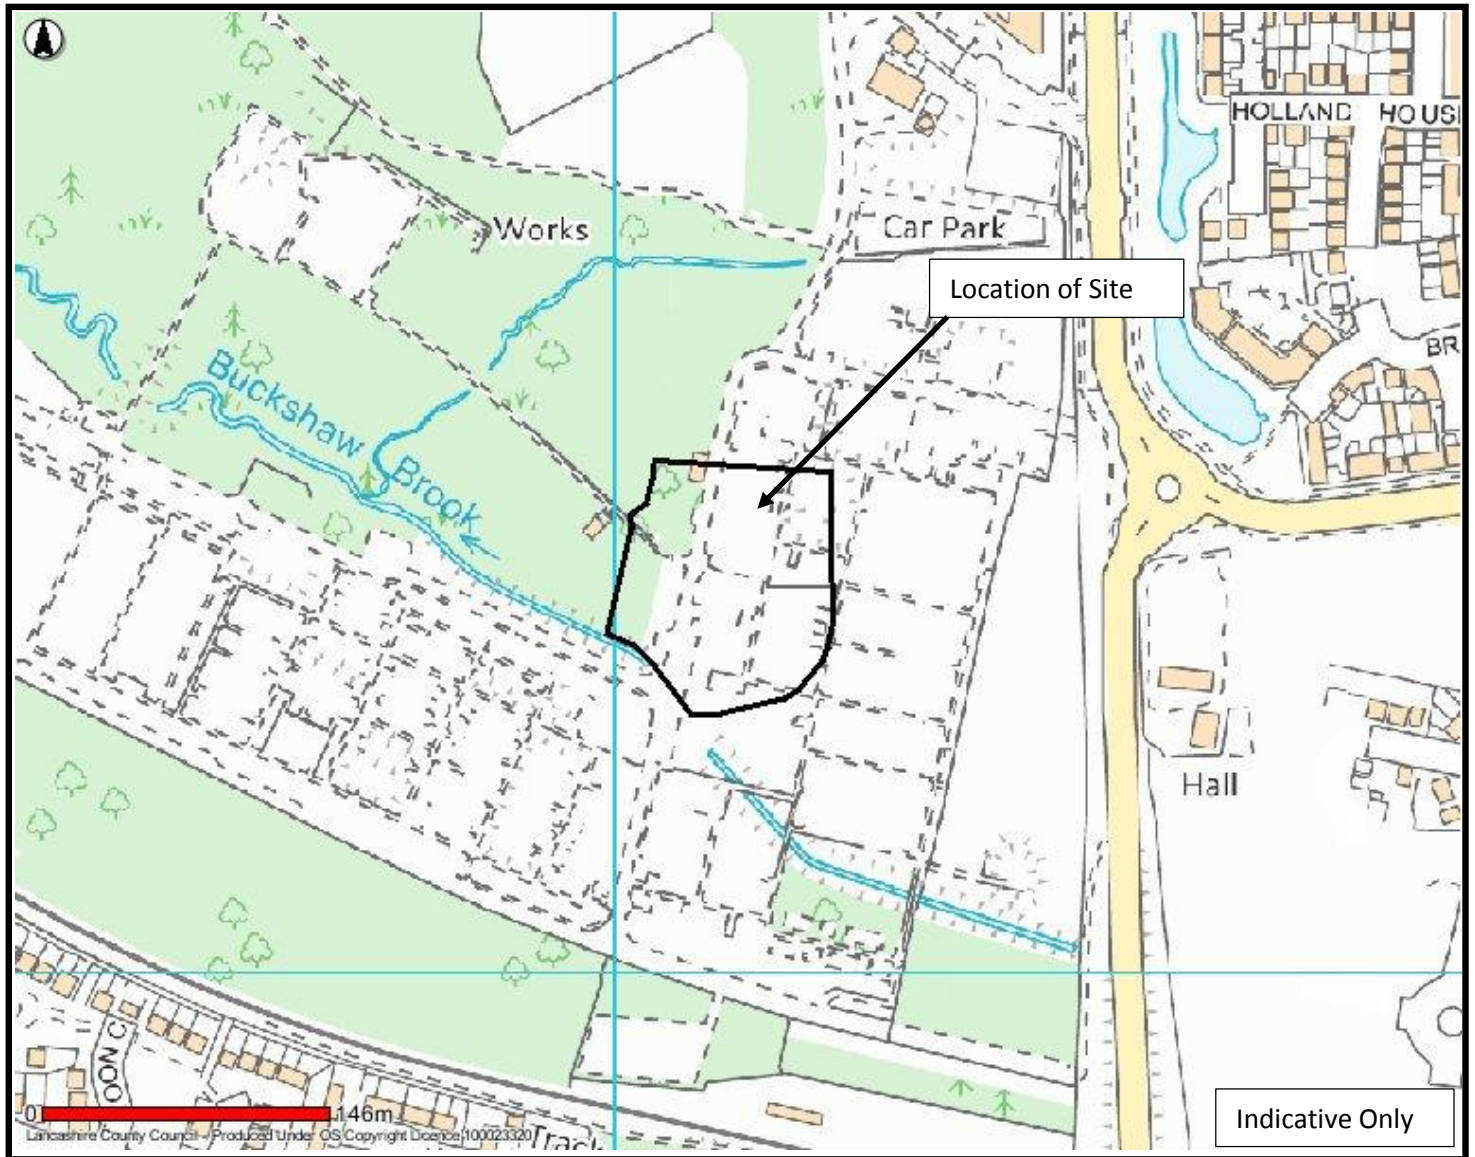 HOLLAND HOUS
Works
Car Park
Location of Site
BR
Buckshaw
Brook
Hall
OON C
0 146m
Lancashire County Council - Produced Under OS Copyright Licence 100023320
Track
Indicative Only